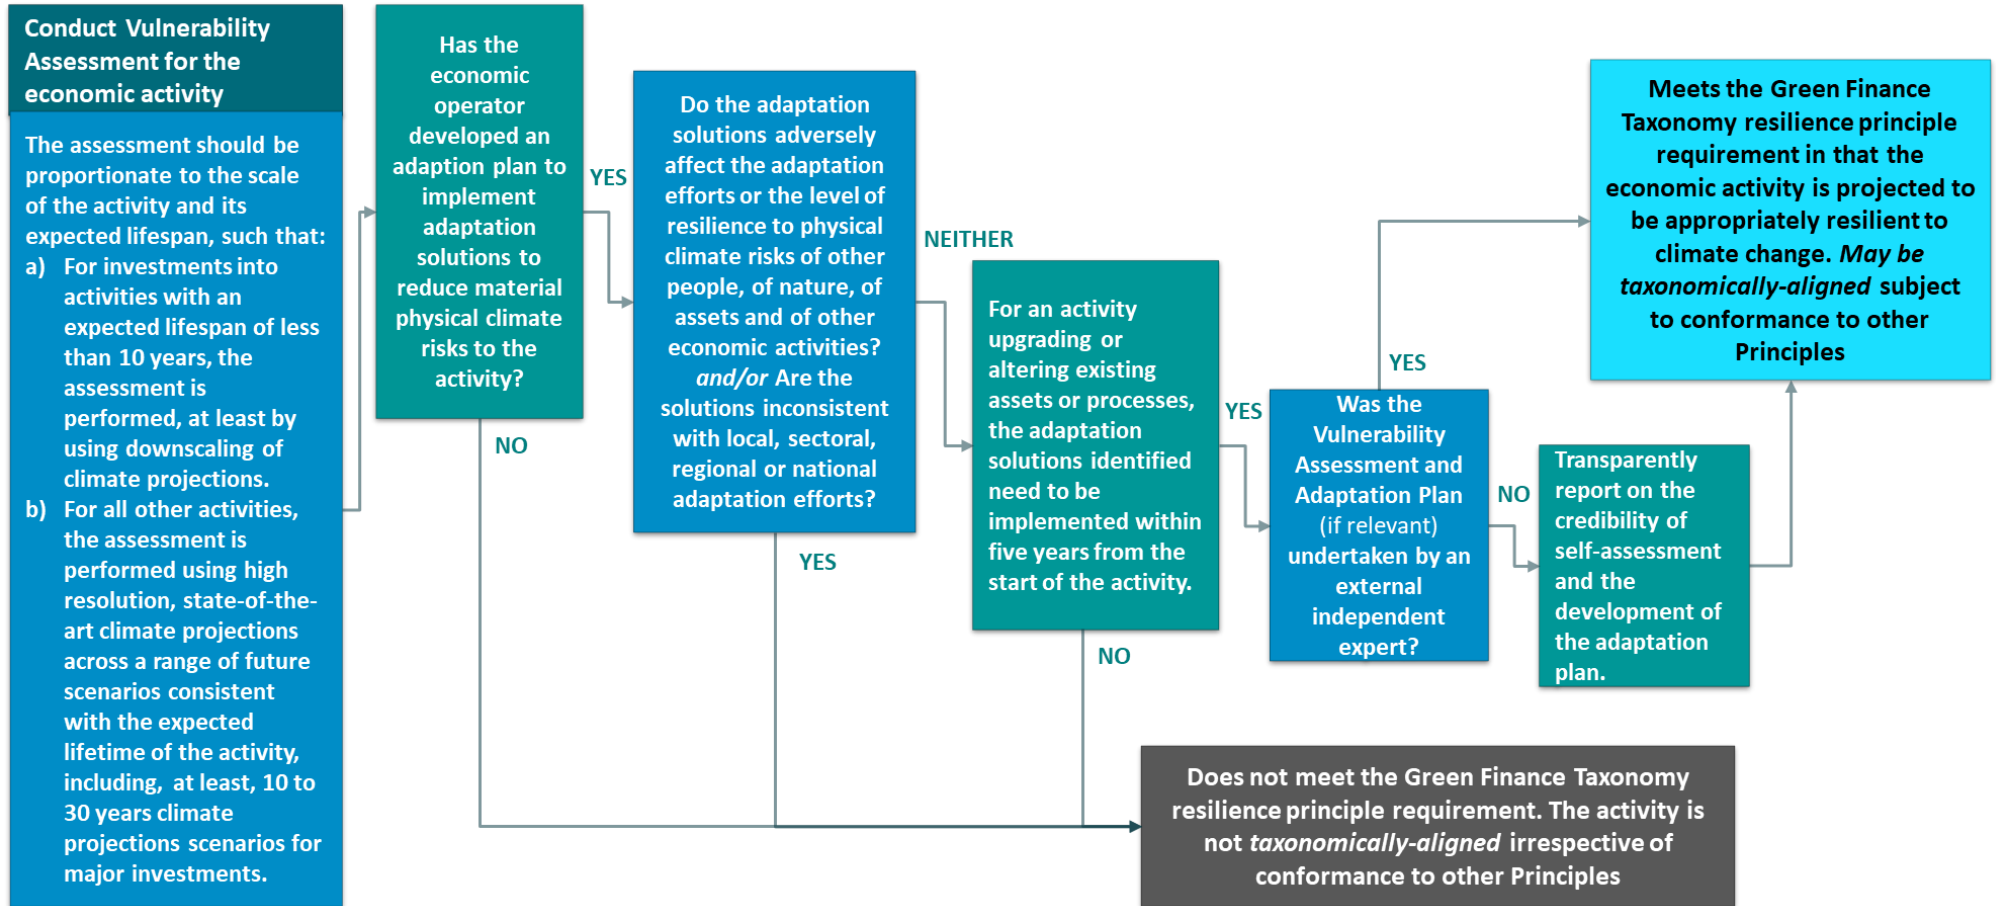 Conduct Vulnerability
Assessment for the
economic activity
The assessment should be
proportionate to the scale
of the activity and its
expected lifespan, such that:
a) For investments into
activities with an
expected lifespan of less
than 10 years, the
assessment is
performed, at least by
using downscaling of
climate projections.
b) For all other activities,
the assessment is
performed using high
resolution, state-of-the-
art climate projections
across a range of future
scenarios consistent
with the expected
lifetime of the activity,
including, at least, 10 to
30 years climate
projections scenarios for
major investments.
Has the
economic
operator
developed an
adaption plan to
implement
adaptation
solutions to
reduce material
physical climate
risks to the
activity?
YES
NO
Do the adaptation
solutions adversely
affect the adaptation
efforts or the level of
resilience to physical
climate risks of other
people, of nature, of
assets and of other
economic activities?
and/or Are the
solutions inconsistent
with local, sectoral,
regional or national
adaptation efforts?
NEITHER
YES
For an activity
upgrading or
altering existing
assets or processes,
the adaptation
solutions identified
need to be
implemented within
five years from the
start of the activity.
YES
NO
Was the
Vulnerability
Assessment and
Adaptation Plan
(if relevant)
undertaken by an
external
independent
expert?
YES
NO
Transparently
report on the
credibility of
self-assessment
and the
development of
the adaptation
plan.
Meets the Green Finance
Taxonomy resilience principle
requirement in that the
economic activity is projected to
be appropriately resilient to
climate change. May be
taxonomically-aligned subject
to conformance to other
Principles
Does not meet the Green Finance Taxonomy
resilience principle requirement. The activity is
not taxonomically-aligned irrespective of
conformance to other Principles